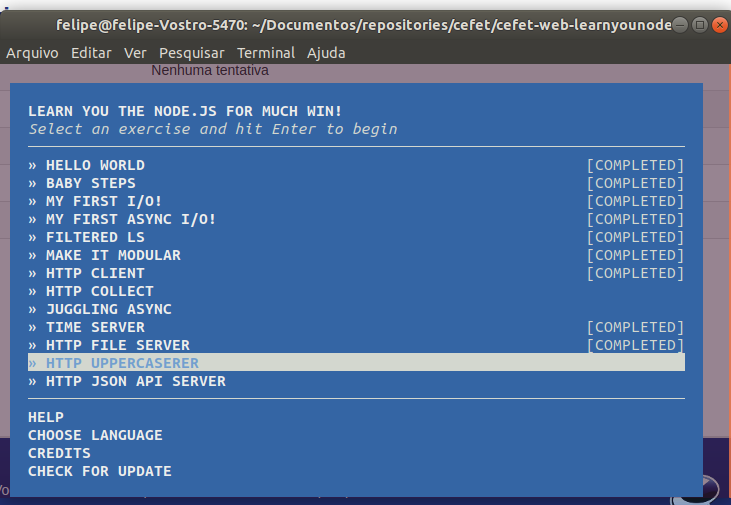 felipe@felipe-Vostro-5470: ~/Documentos/repositories/cefet/cefet-web-learnyounode
Arquivo Editar Ver Pesquisar Terminal Ajuda
Nenhuma tentativa
LEARN YOU THE NODE.JS FOR MUCH WIN!
Select an exercise and hit Enter to begin
» HELLO WORLD [COMPLETED]
» BABY STEPS [COMPLETED]
» MY FIRST I/O! [COMPLETED]
» MY FIRST ASYNC I/O! [COMPLETED]
» FILTERED LS [COMPLETED]
» MAKE IT MODULAR [COMPLETED]
» HTTP CLIENT [COMPLETED]
» HTTP COLLECT
» JUGGLING ASYNC
» TIME SERVER [COMPLETED]
» HTTP FILE SERVER [COMPLETED]
» HTTP UPPERCASERER
» HTTP JSON API SERVER
HELP
CHOOSE LANGUAGE
CREDITS
CHECK FOR UPDATE